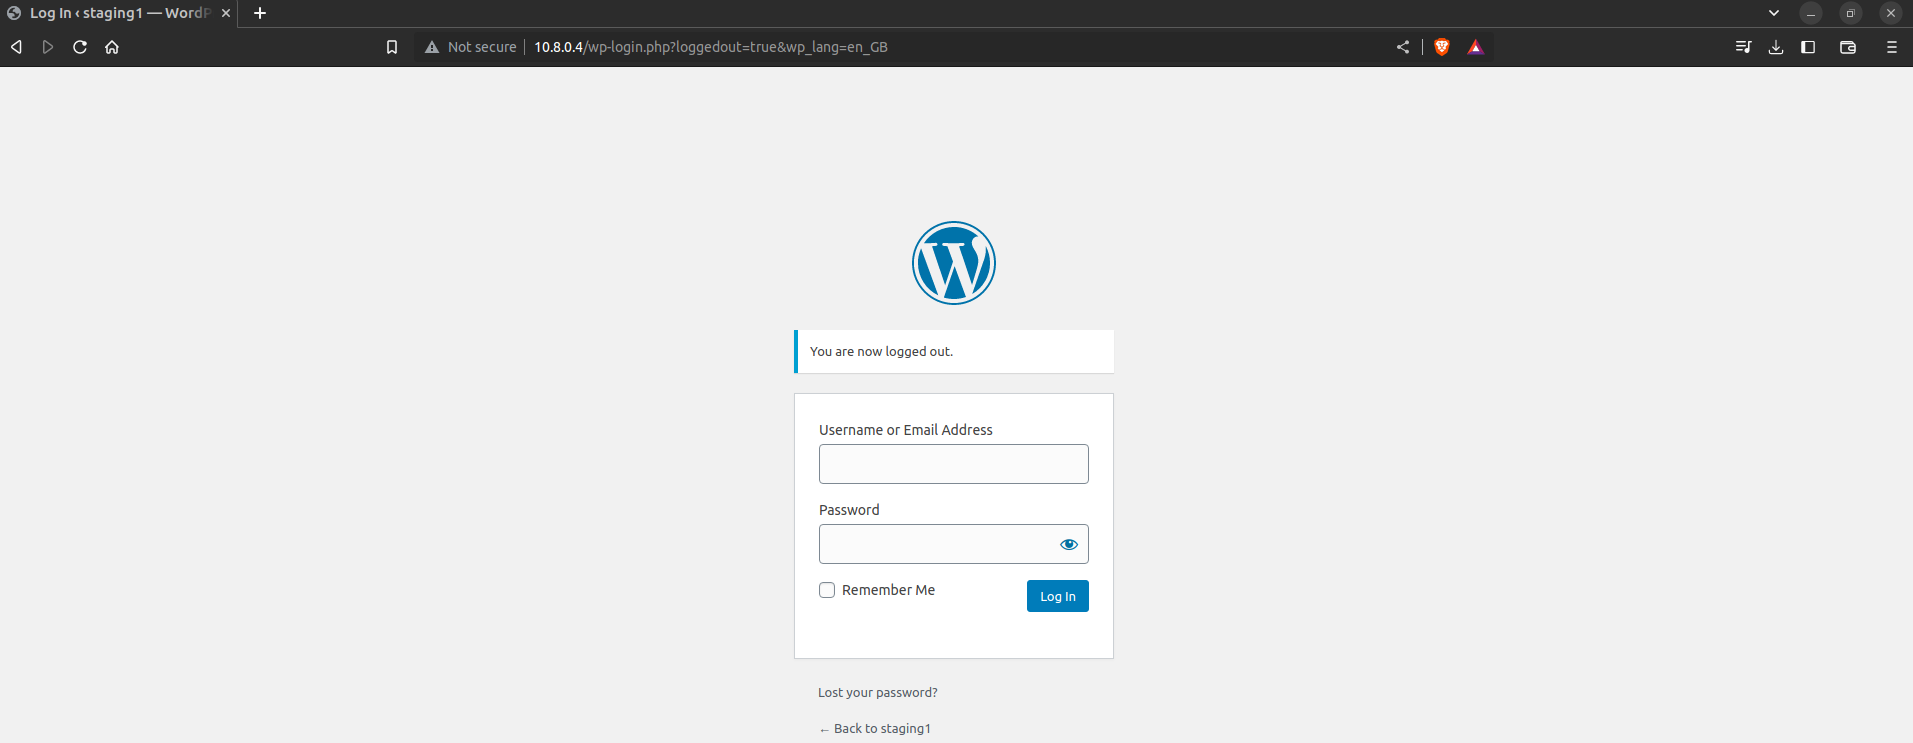 Log In ‹ staging1 — WordP
Not secure
10.8.0.4/wp-login.php?loggedout=true&wp_lang=en_GB
You are now logged out.
Username or Email Address
Password
Remember Me
Log In
Lost your password?
← Back to staging1